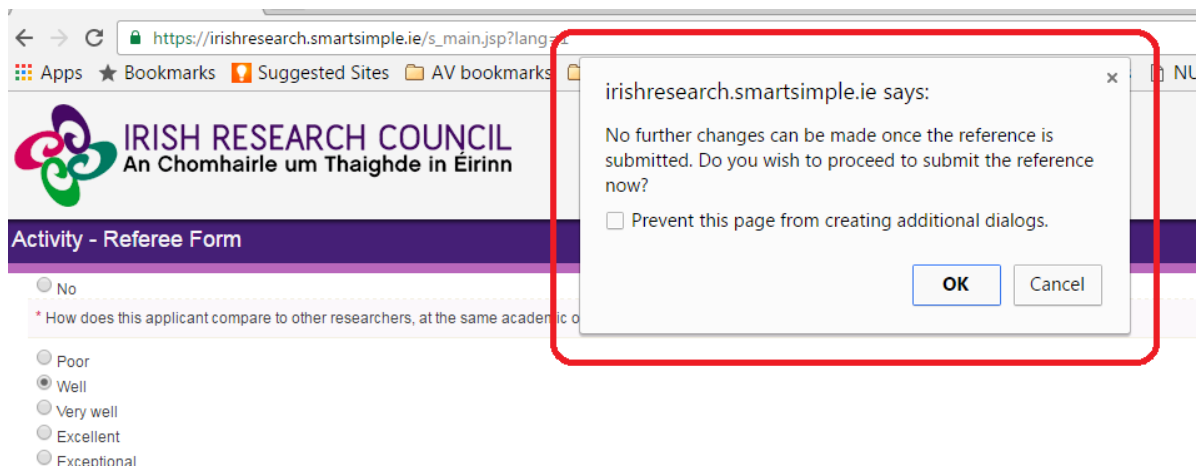 https://irishresearch.smartsimple.ie/s_main.jsp?lang=1
Apps Bookmarks Suggested Sites AV bookmarks NU
IRISH RESEARCH COUNCIL
An Chomhairle um Thaighde in Éirinn
irishresearch.smartsimple.ie says:
No further changes can be made once the reference is
submitted. Do you wish to proceed to submit the reference
now?
Prevent this page from creating additional dialogs.
OK Cancel
Activity - Referee Form
No
* How does this applicant compare to other researchers, at the same academic o
Poor
Well
Very well
Excellent
Exceptional